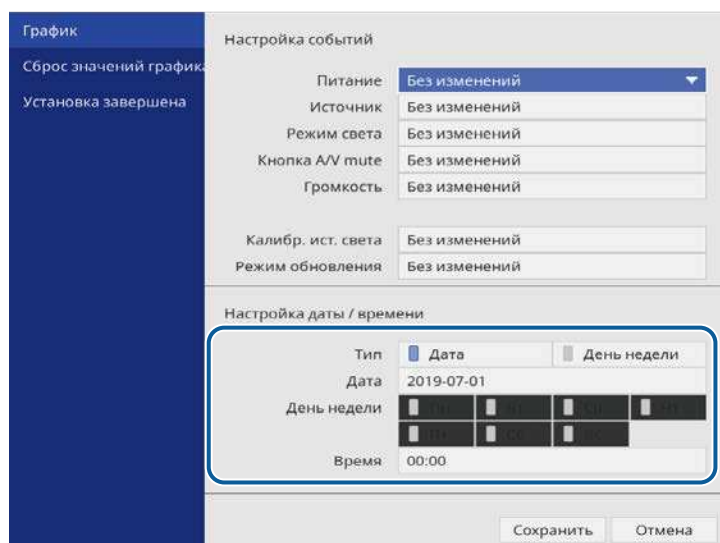 График
Сброс значений график
Установка завершена
Настройка событий
Питание Без изменений
Источник Без изменений
Режим света Без изменений
Кнопка A/V mute Без изменений
Громкость Без изменений
Калибр. ист. света Без изменений
Режим обновления Без изменений
Настройка даты / времени
Тип Дата День недели
Дата 2019-07-01
День недели
Время 00:00
Сохранить Отмена